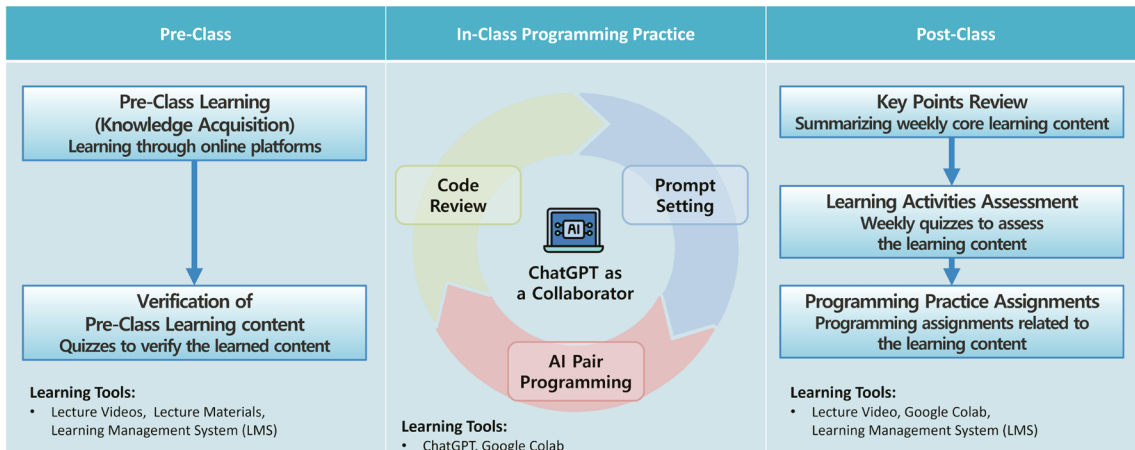 Pre-Class
Pre-Class Learning
(Knowledge Acquisition)
Learning through online platforms
Verification of
Pre-Class Learning content
Quizzes to verify the learned content
Learning Tools:
• Lecture Videos, Lecture Materials,
Learning Management System (LMS)
In-Class Programming Practice
Code
Review
Prompt
Setting
AI
ChatGPT as
a Collaborator
AI Pair
Programming
Learning Tools:
• ChatGPT, Google Colab
Post-Class
Key Points Review
Summarizing weekly core learning content
Learning Activities Assessment
Weekly quizzes to assess
the learning content
Programming Practice Assignments
Programming assignments related to
the learning content
Learning Tools:
• Lecture Video, Google Colab,
Learning Management System (LMS)